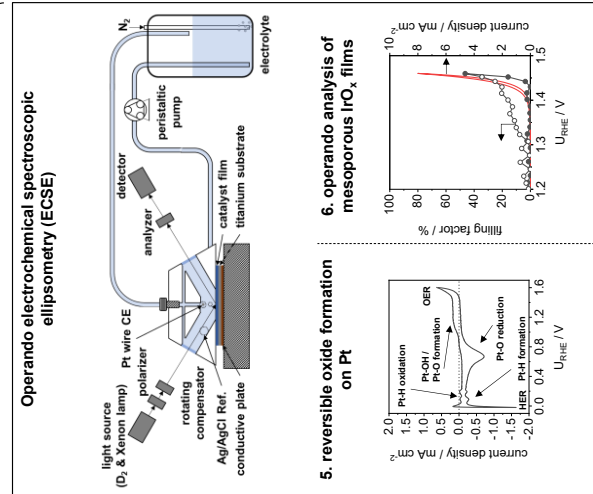 Operando electrochemical spectroscopic
ellipsometry (ECSE)
light source
(D2 & Xenon lamp)
polarizer
rotating
compensator
Pt wire CE
Ag/AgCl Ref.
conductive plate
analyzer
detector
catalyst film
titanium substrate
peristaltic
pump
N2
electrolyte
5. reversible oxide formation
on Pt
current density / mA cm-2
2.0
1.5
1.0
0.5
0.0
-0.5
-1.0
-1.5
-2.0
Pt-H oxidation
Pt-OH /
Pt-O formation
OER
HER
Pt-H formation
Pt-O reduction
0.0
0.4
0.8
1.2
1.6
URHE / V
6. operando analysis of
mesoporous IrOx films
filling factor / %
100
80
60
40
20
0
1.2
1.3
1.4
1.5
URHE / V
10
8
6
4
2
0
current density / mA cm-2